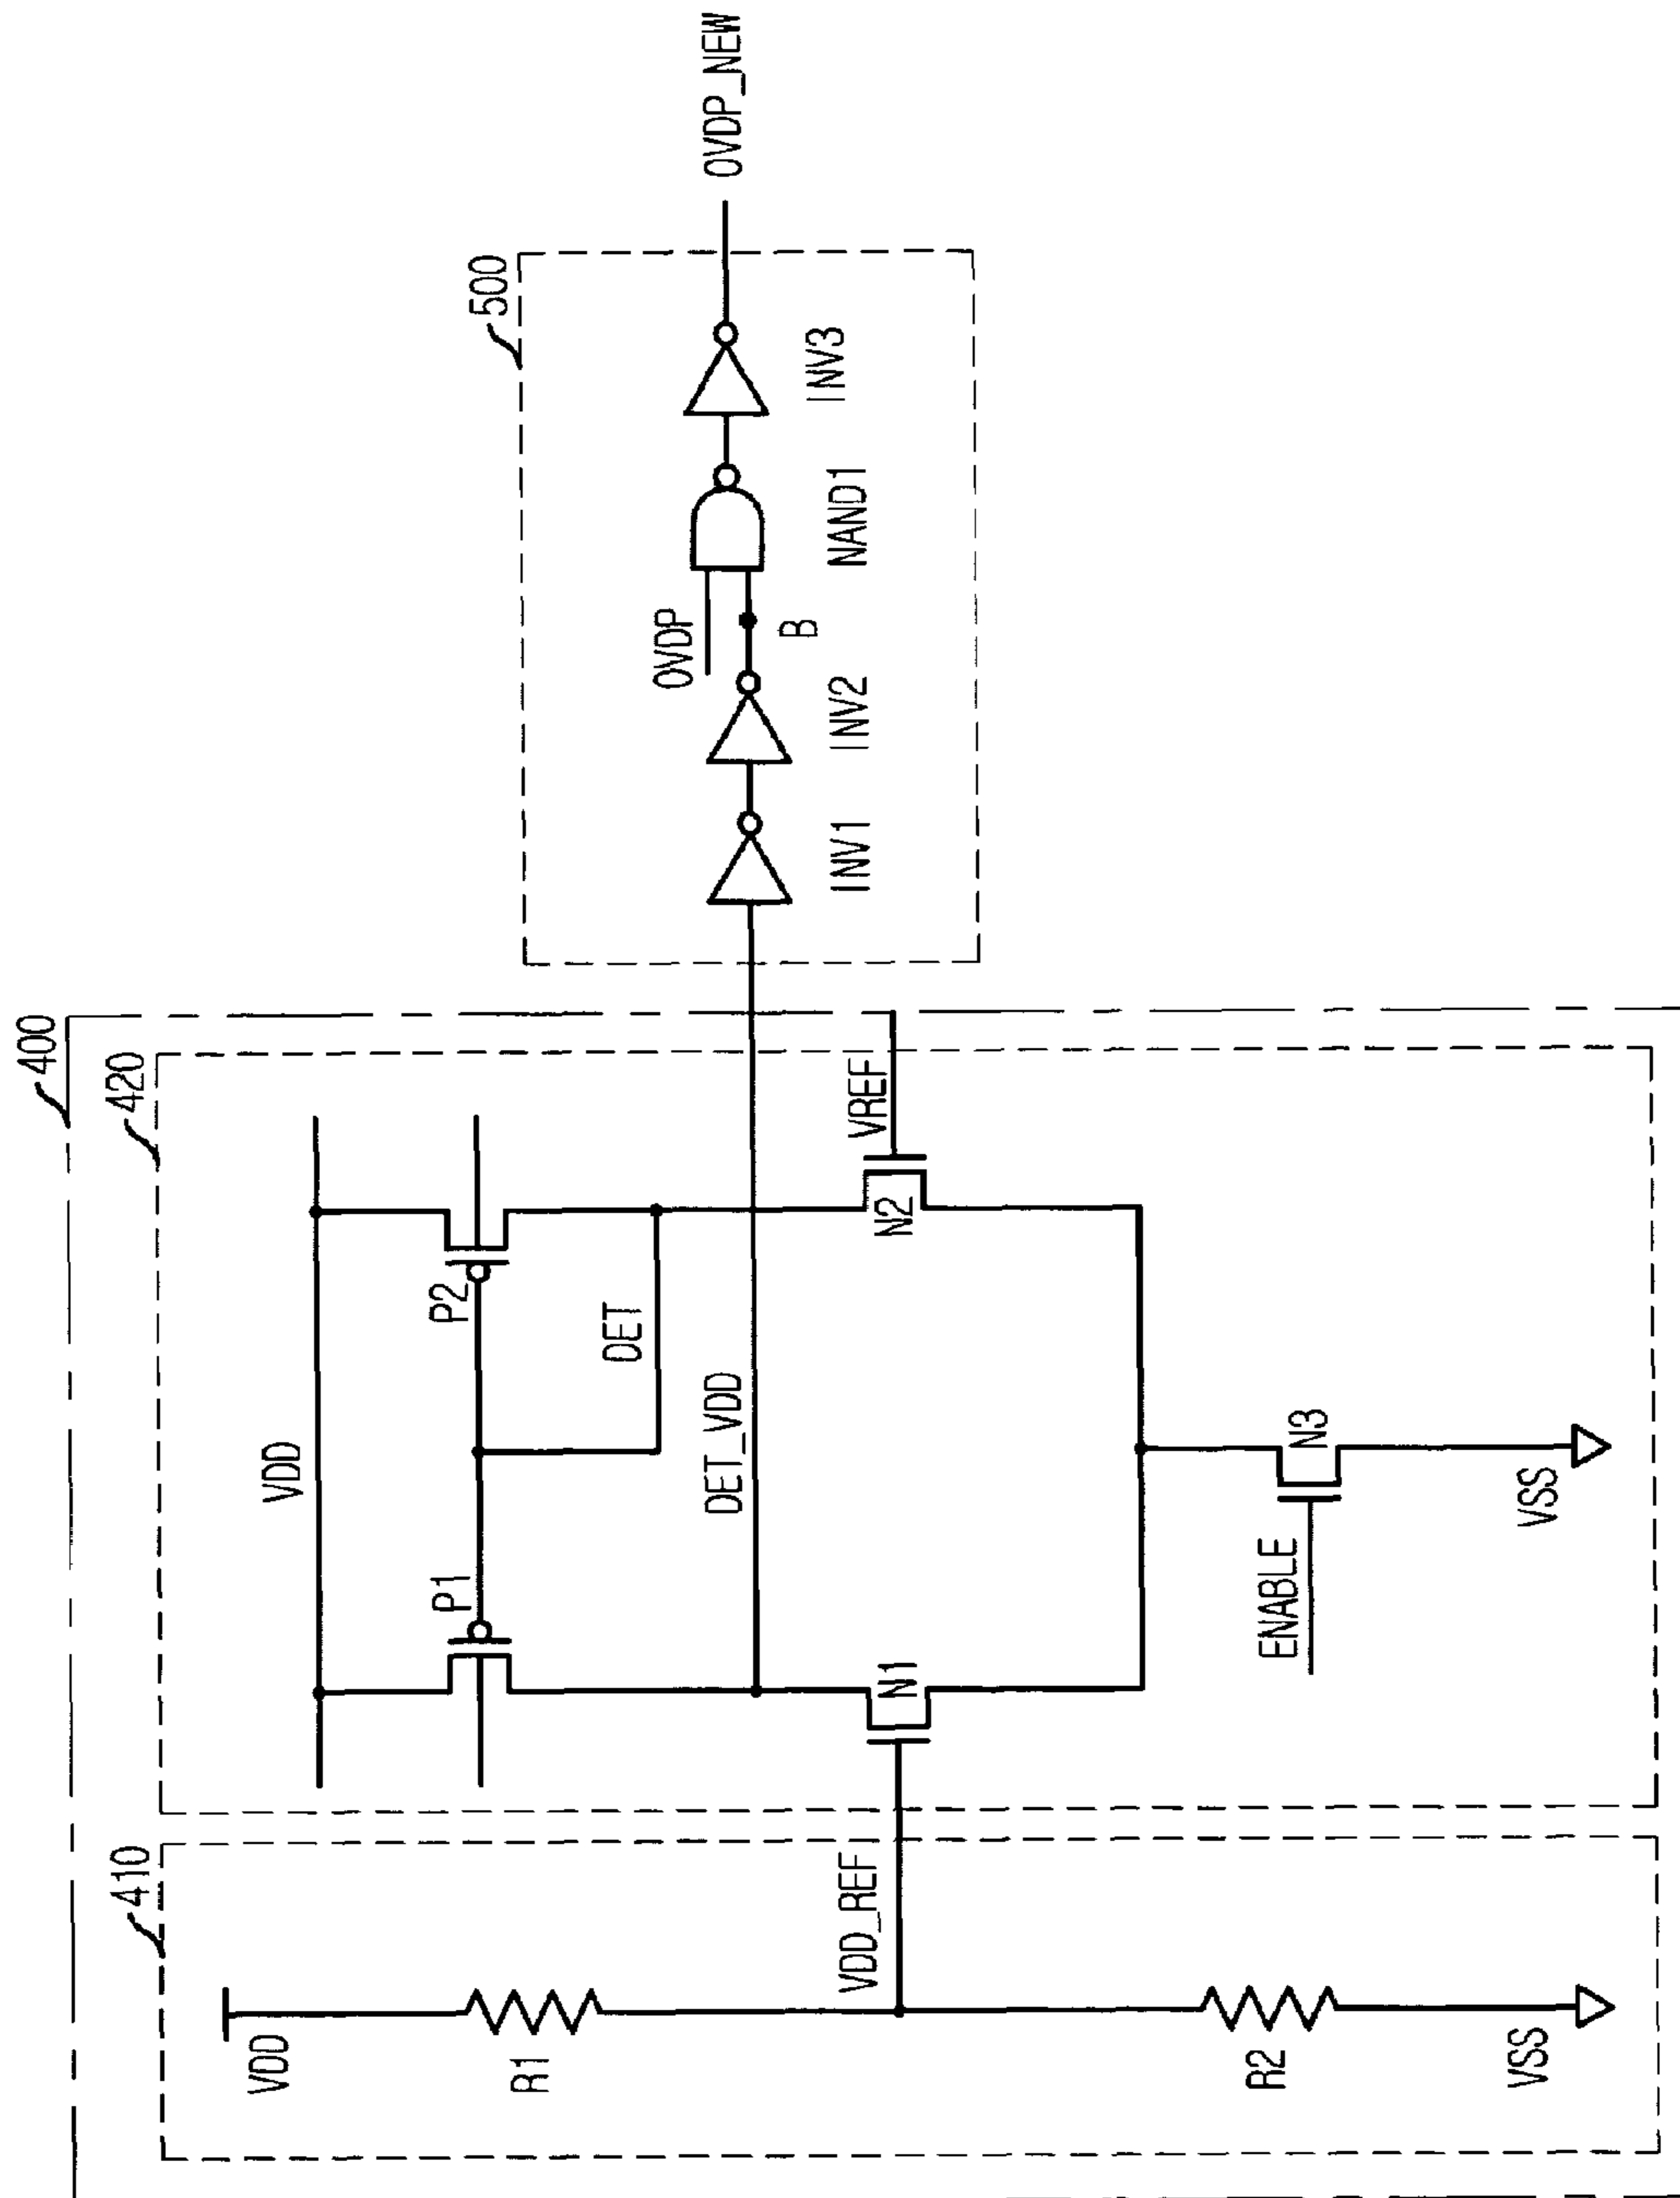 400
410
420
500
VDD
R1
VDD_REF
R2
VSS
VDD
P1
P2
DET
DET_VDD
N1
N2
VREF
ENABLE
N3
VSS
INV1
INV2
OVDP
B
NAND1
INV3
OVDP_NEW